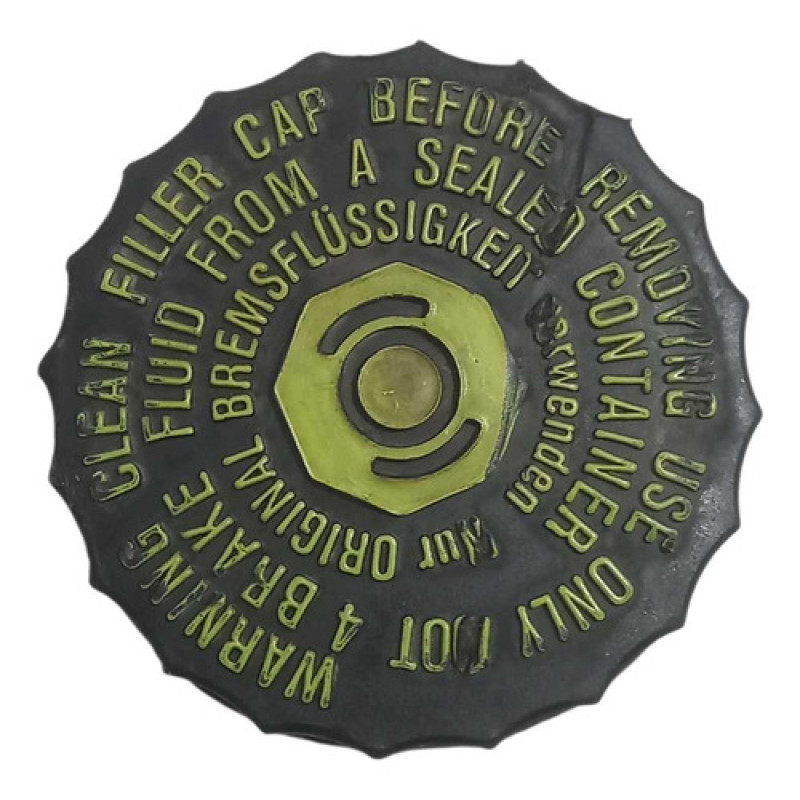 WARNING CLEAN FILLER CAP BEFORE REMOVING USE
ONLY DOT 4 BRAKE FLUID FROM A SEALED CONTAINER
Nur ORIGINAL BREMSFLÜSSIGKEIT verwenden